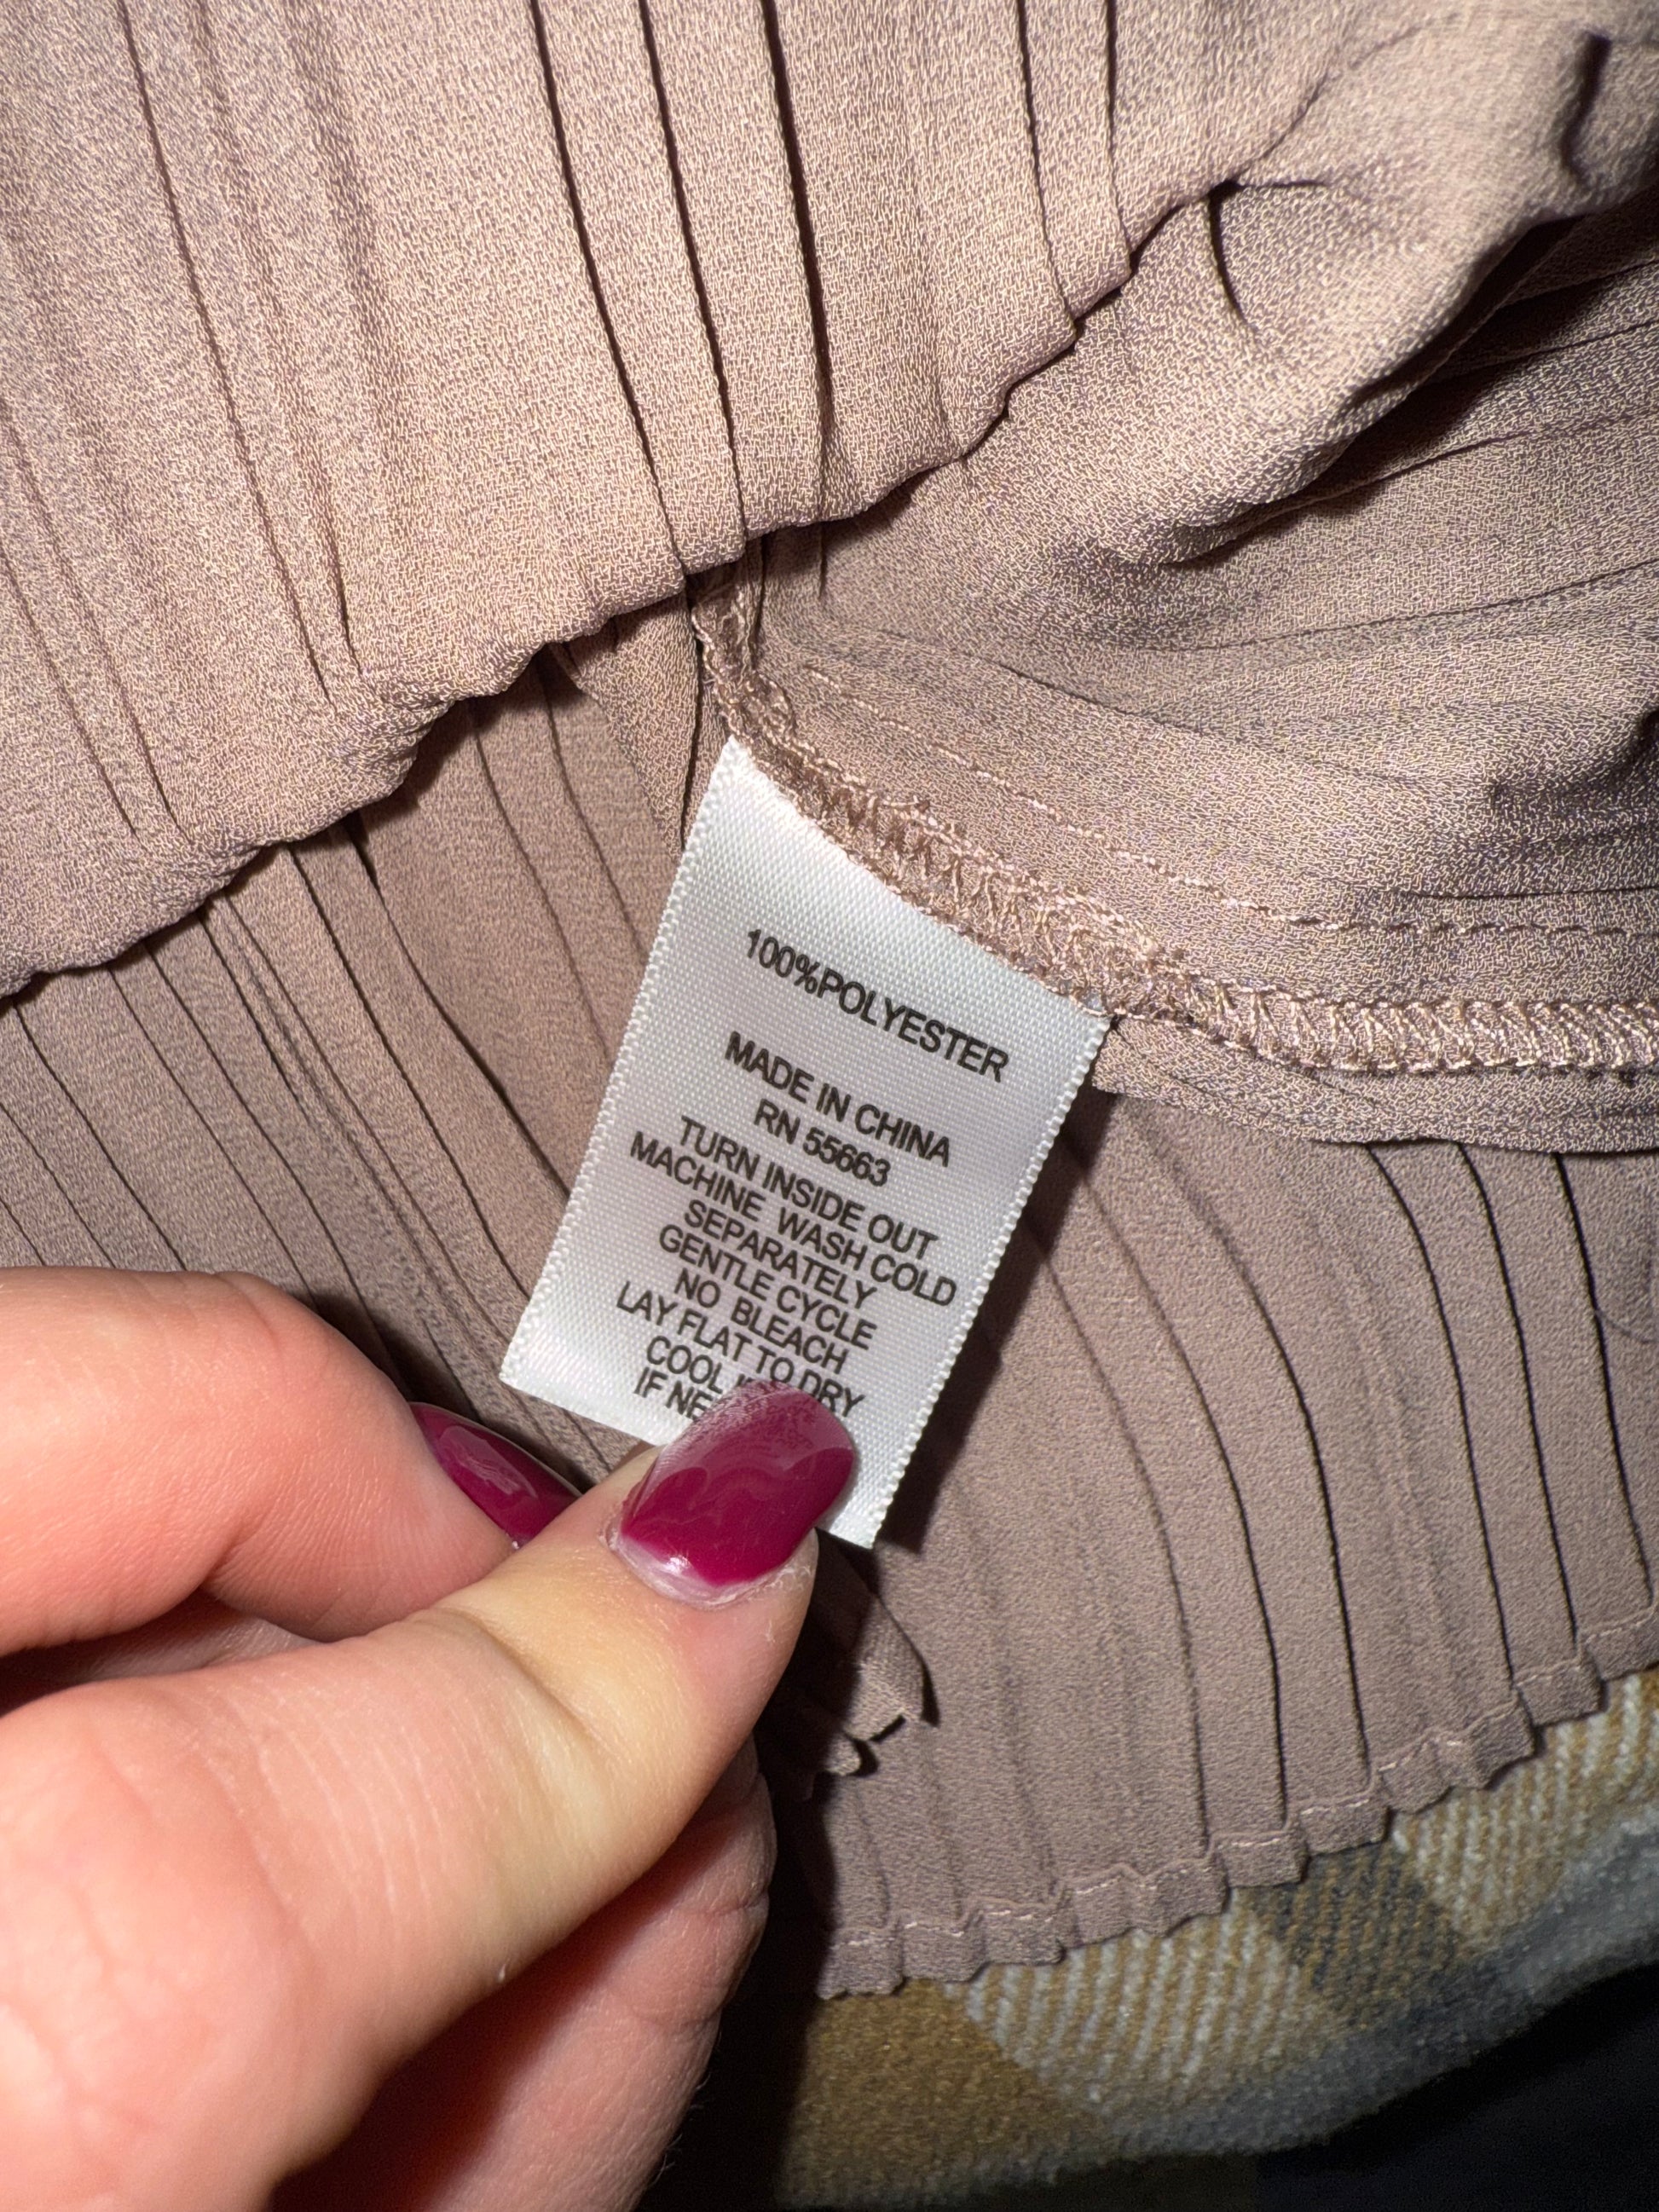 100%POLYESTER
MADE IN CHINA
RN 55663
TURN INSIDE OUT
MACHINE WASH COLD
SEPARATELY
GENTLE CYCLE
NO BLEACH
LAY FLAT TO DRY
COOL
IF